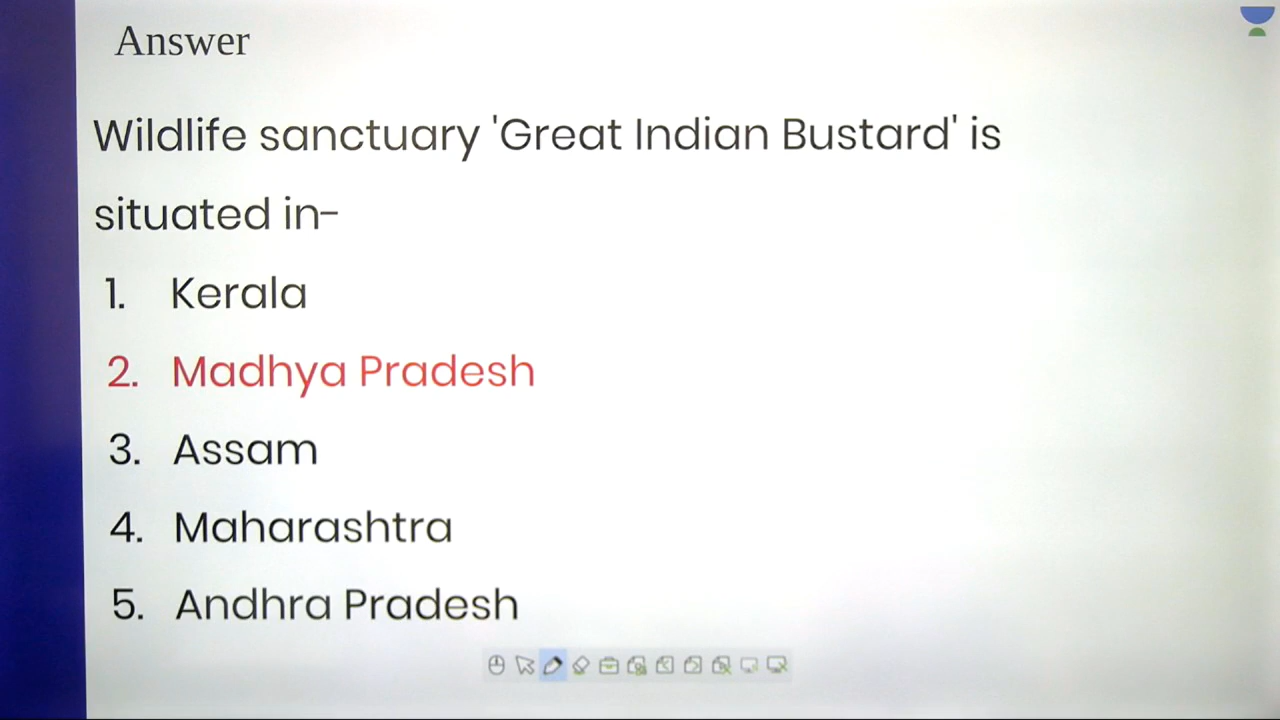 Answer
Wildlife sanctuary 'Great Indian Bustard' is
situated in-
1. Kerala
2. Madhya Pradesh
3. Assam
4. Maharashtra
5. Andhra Pradesh